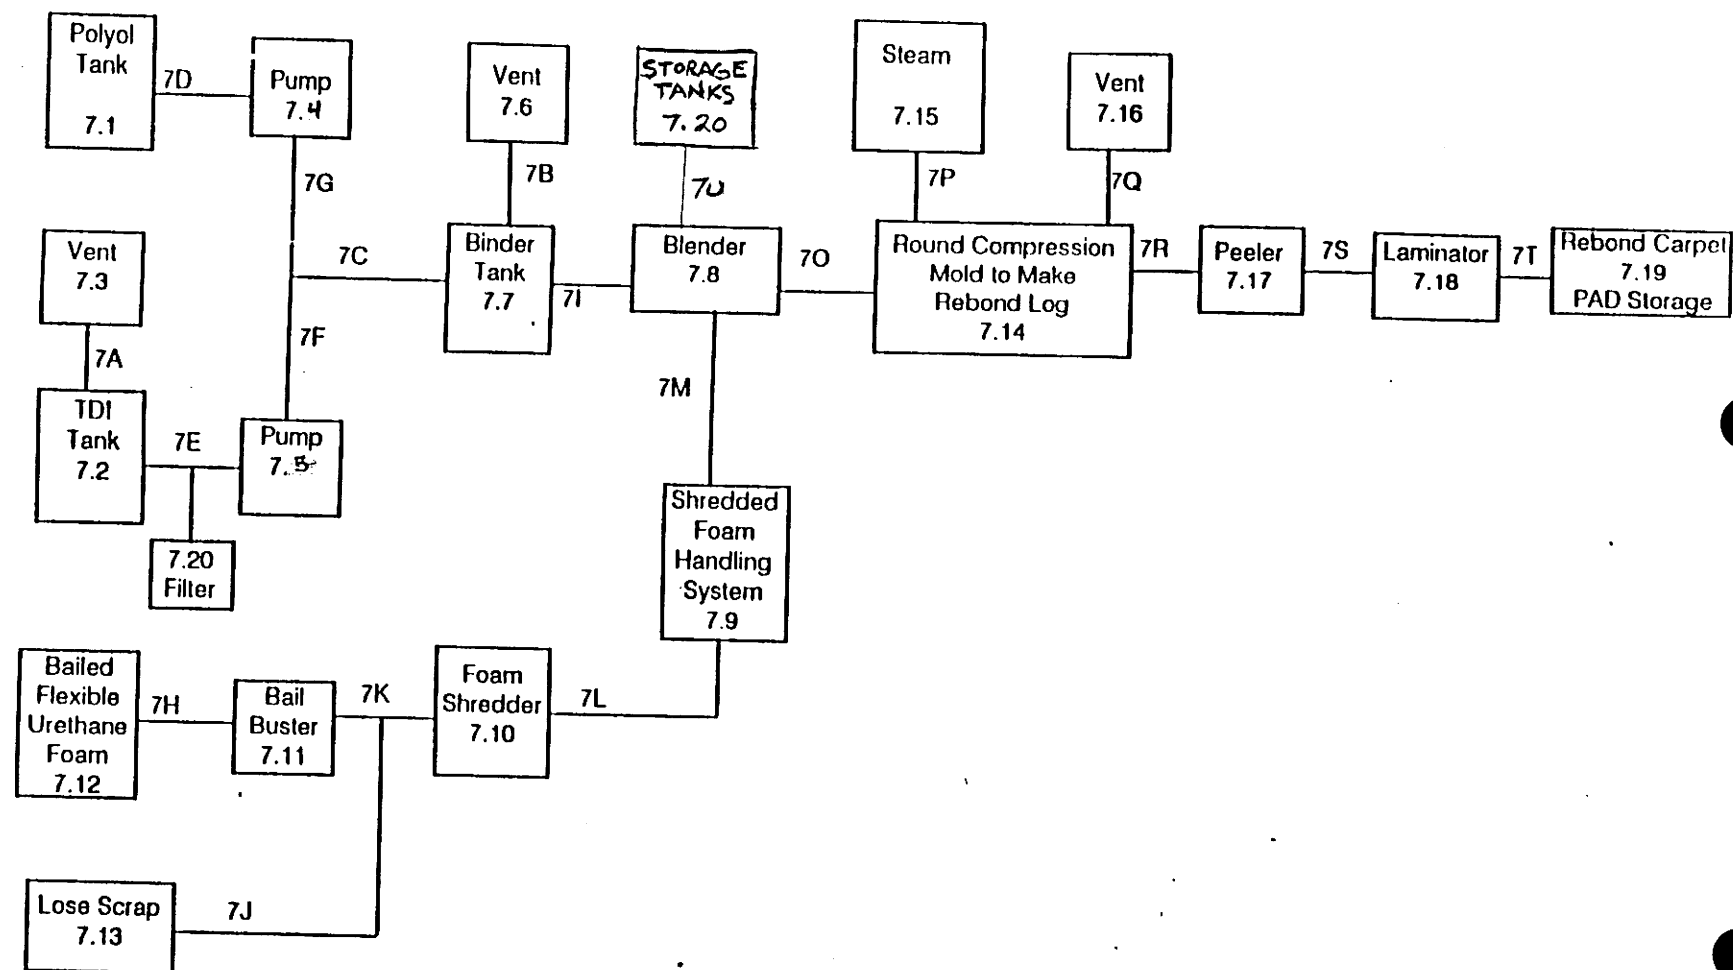 Polyol
Tank
7.1
7D
Pump
7.4
Vent
7.6
STORAGE
TANKS
7.20
Steam
7.15
Vent
7.16
7G
7B
7U
7P
7Q
Vent
7.3
7C
Binder
Tank
7.7
7I
Blender
7.8
7O
Round Compression
Mold to Make
Rebond Log
7.14
7R
Peeler
7.17
7S
Laminator
7.18
7T
Rebond Carpet
7.19
PAD Storage
7A
7F
7M
TDI
Tank
7.2
7E
Pump
7.5
7.20
Filter
Shredded
Foam
Handling
System
7.9
Bailed
Flexible
Urethane
Foam
7.12
7H
Bail
Buster
7.11
7K
Foam
Shredder
7.10
7L
Lose Scrap
7.13
7J